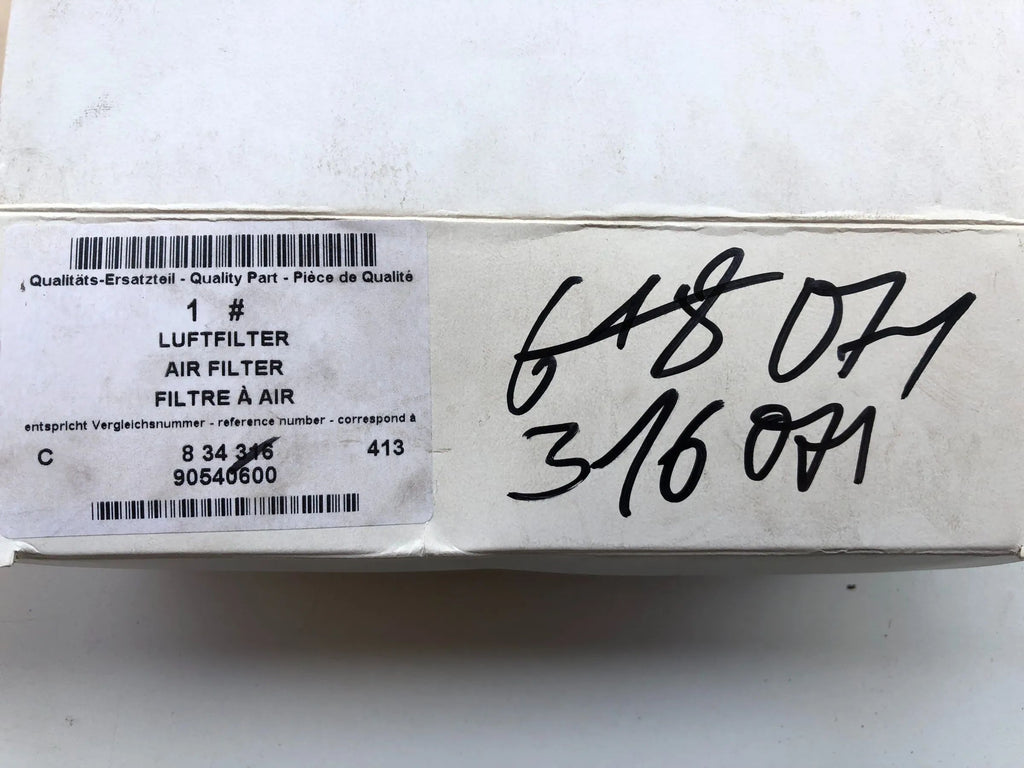 Qualitäts-Ersatzteil - Quality Part - Pièce de Qualité
1 #
LUFTFILTER
AIR FILTER
FILTRE À AIR
entspricht Vergleichsnummer - reference number - correspond à
C 8 34 316 413
90540600
648 071
316 071